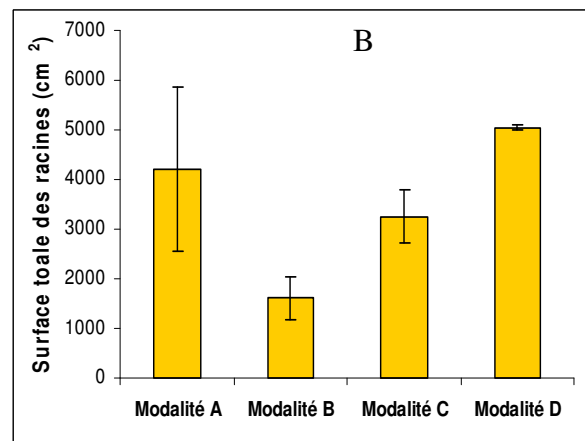 B
Surface toale des racines (cm ²)
7000
6000
5000
4000
3000
2000
1000
0
Modalité A Modalité B Modalité C Modalité D